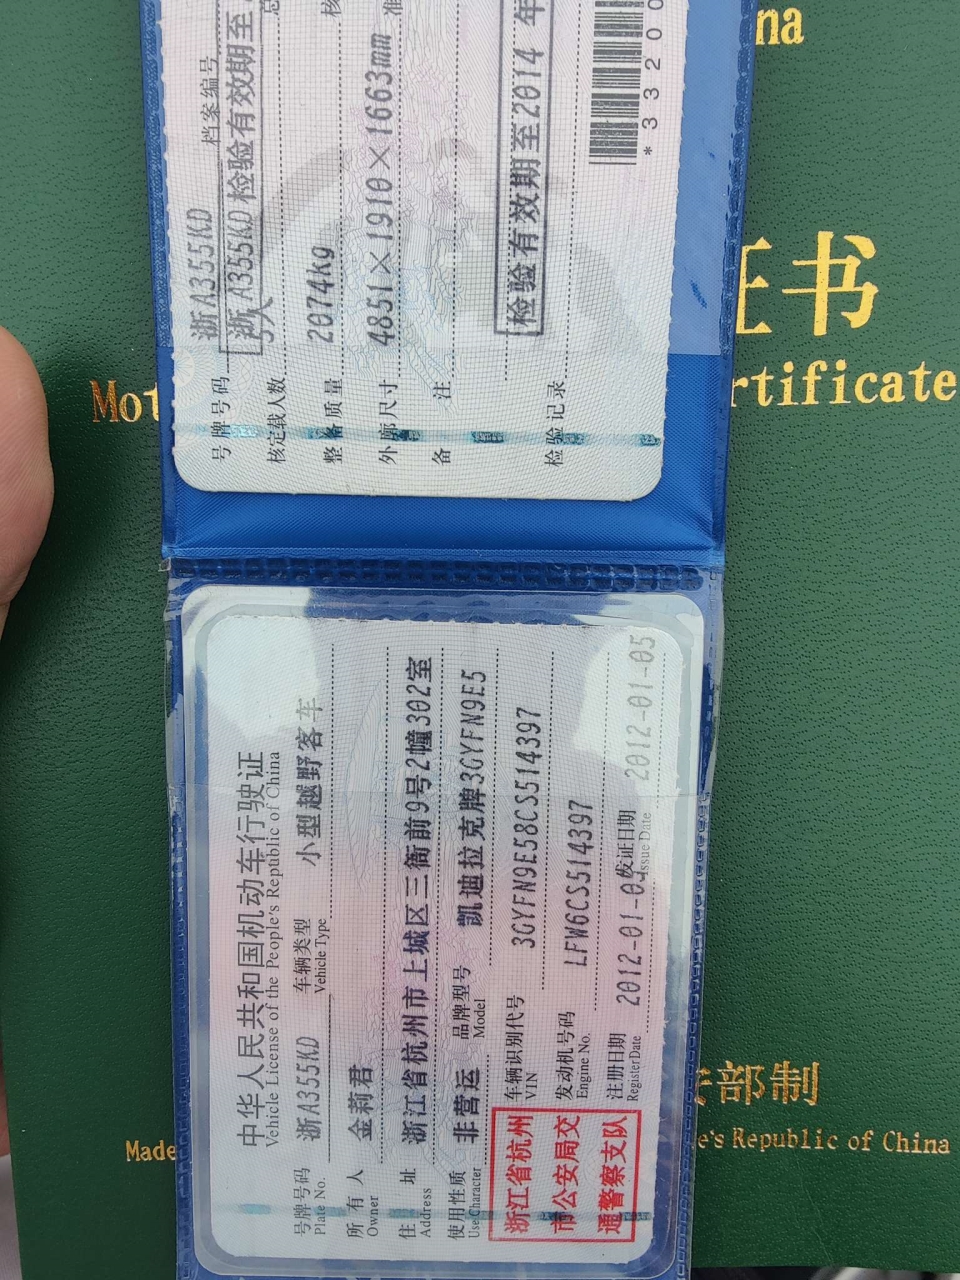 中华人民共和国机动车行驶证
Vehicle License of the People's Republic of China
号牌号码 浙A355KD 车辆类型 小型越野客车
Plate No. Vehicle Type
所有人 金莉君
Owner
住址 浙江省杭州市上城区三衙前9号2幢302室
Address
使用性质 非营运 品牌型号 凯迪拉克牌3GYFN9E5
Use Character Model
浙江省杭州
市公安局交
通警察支队
车辆识别代号 3GYFN9E58CS514397
VIN
发动机号码 LFW6CS514397
Engine No.
注册日期 2012-01-05 发证日期 2012-01-05
Register Date Issue Date
号牌号码 浙A355KD 档案编号
浙A355KD 检验有效期至
核定载人数 5人
整备质量 2074kg
外廓尺寸 4851×1910×1663mm
备注
检验有效期至2014年
检验记录
*33200
na
证书
Mot
rtificate
部制
Made
e's Republic of China